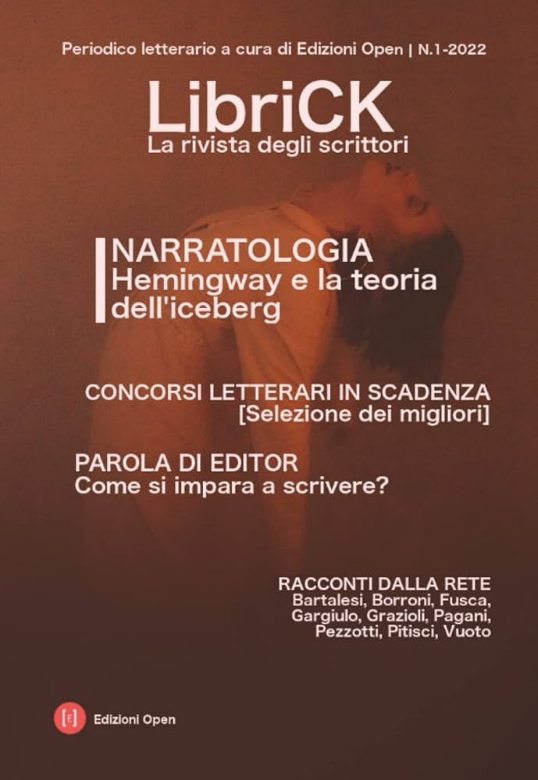 Periodico letterario a cura di Edizioni Open | N.1-2022
LibriCK
La rivista degli scrittori
NARRATOLOGIA
Hemingway e la teoria
dell'iceberg
CONCORSI LETTERARI IN SCADENZA
[Selezione dei migliori]
PAROLA DI EDITOR
Come si impara a scrivere?
RACCONTI DALLA RETE
Bartalesi, Borroni, Fusca,
Gargiulo, Grazioli, Pagani,
Pezzotti, Pitisci, Vuoto
[E] Edizioni Open